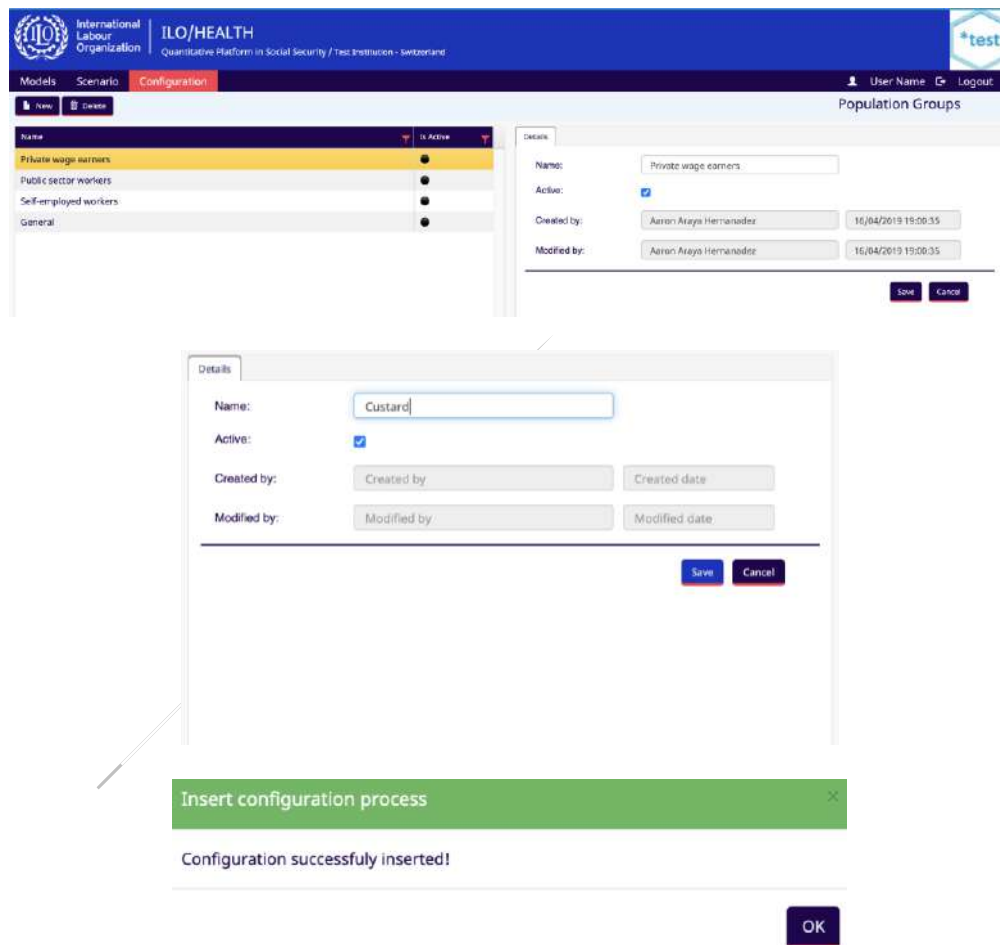 International
Labour
Organization
ILO/HEALTH
Quantitative Platform in Social Security / Test Institution - Switzerland
*test
Models Scenario Configuration User Name Logout
New Delete Population Groups
Name Is Active
Private wage earners
Public sector workers
Self-employed workers
General
Details
Name: Private wage earners
Active:
Created by: Aaron Araya Hernanadez 16/04/2019 19:00:35
Modified by: Aaron Araya Hernanadez 16/04/2019 19:00:35
Save Cancel
Details
Name: Custard
Active:
Created by: Created by Created date
Modified by: Modified by Modified date
Save Cancel
Insert configuration process ×
Configuration successfuly inserted!
OK